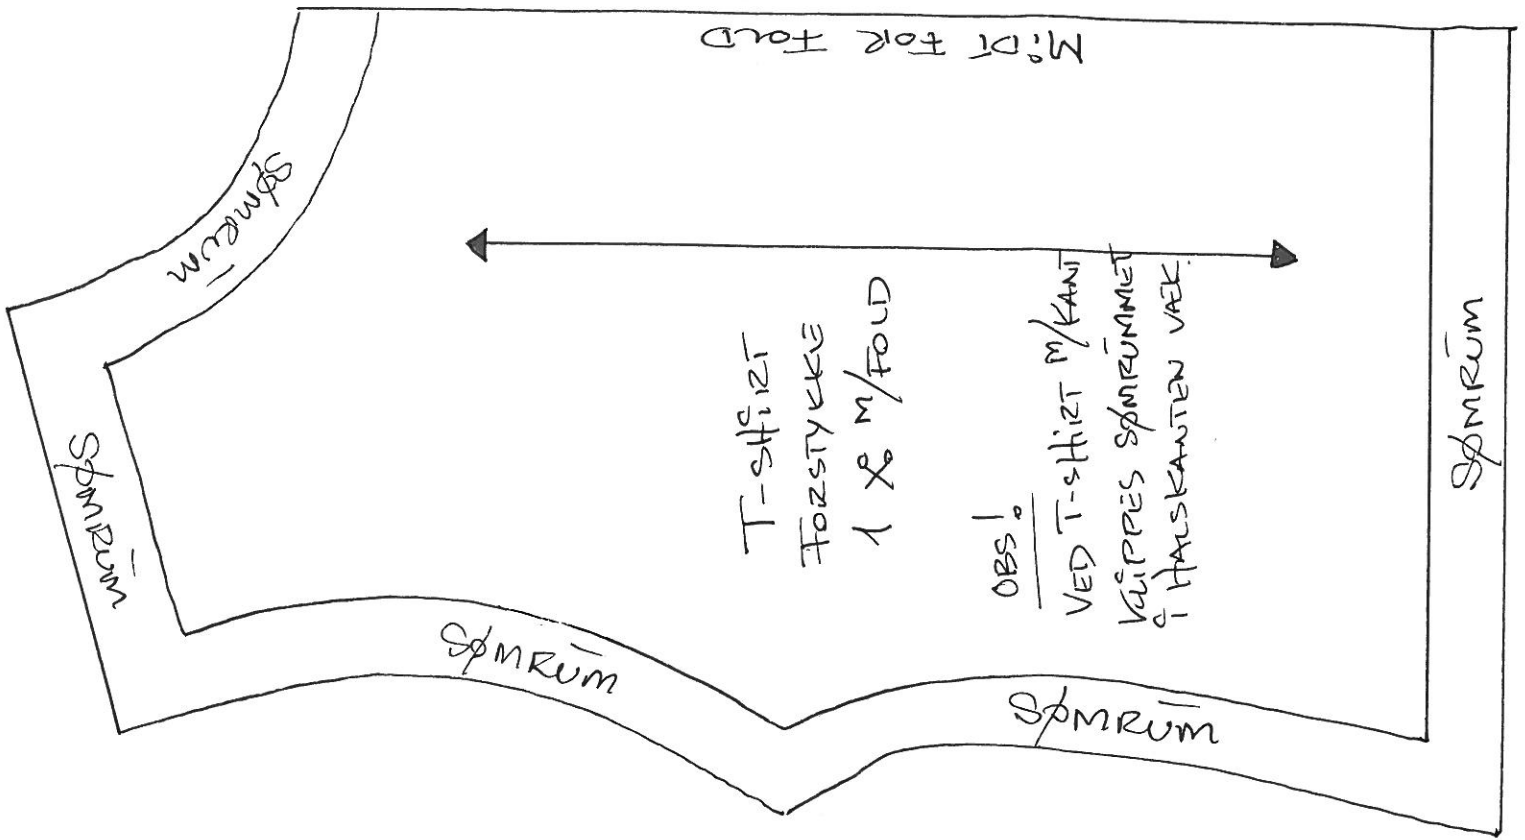 MiDT FOR FOLD
SØMRUM
SØMRUM
SØMRUM
SØMRUM
SØMRUM
T-SHIRT
FORSTYKKE
1 X M/FOLD
OBS!
VED T-SHIRT M/KANT
KLIPPES SØMRUMMET
i HALSKANTEN VÆK.